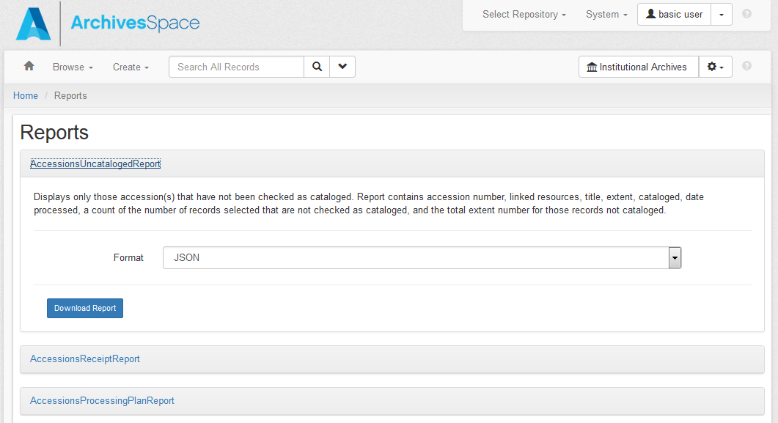 ArchivesSpace
Select Repository
System
basic user
Browse
Create
Search All Records
Institutional Archives
Home / Reports
Reports
AccessionsUncatalogedReport
Displays only those accession(s) that have not been checked as cataloged. Report contains accession number, linked resources, title, extent, cataloged, date
processed, a count of the number of records selected that are not checked as cataloged, and the total extent number for those records not cataloged.
Format
JSON
Download Report
AccessionsReceiptReport
AccessionsProcessingPlanReport